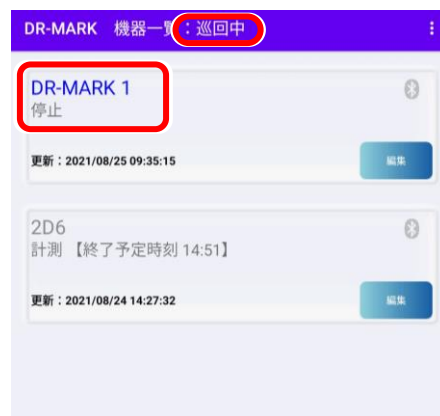 DR-MARK 機器一覧：巡回中
DR-MARK 1
停止
更新：2021/08/25 09:35:15
編集
2D6
計測 【終了予定時刻 14:51】
更新：2021/08/24 14:27:32
編集